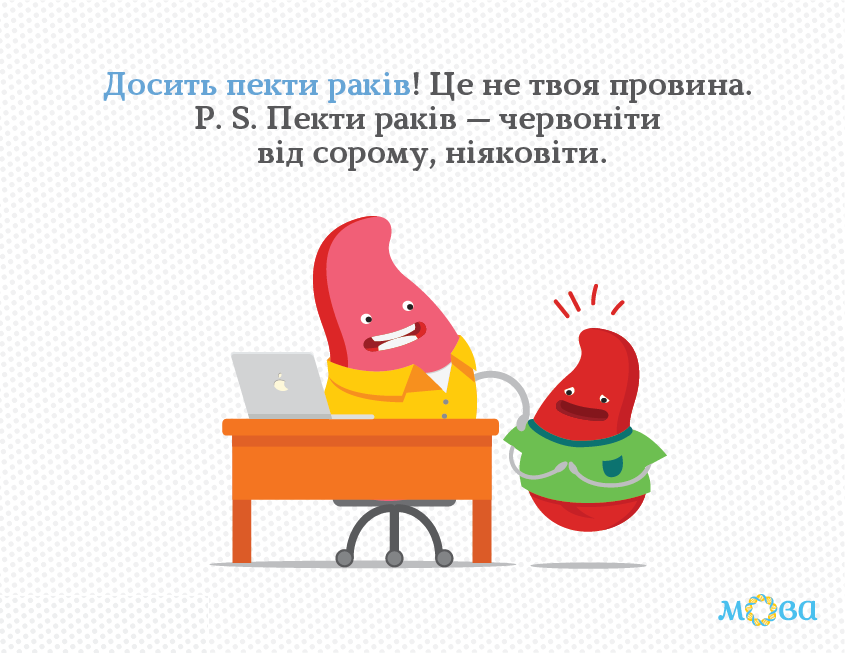 Досить пекти раків! Це не твоя провина.
P. S. Пекти раків — червоніти
від сорому, ніяковіти.
мова